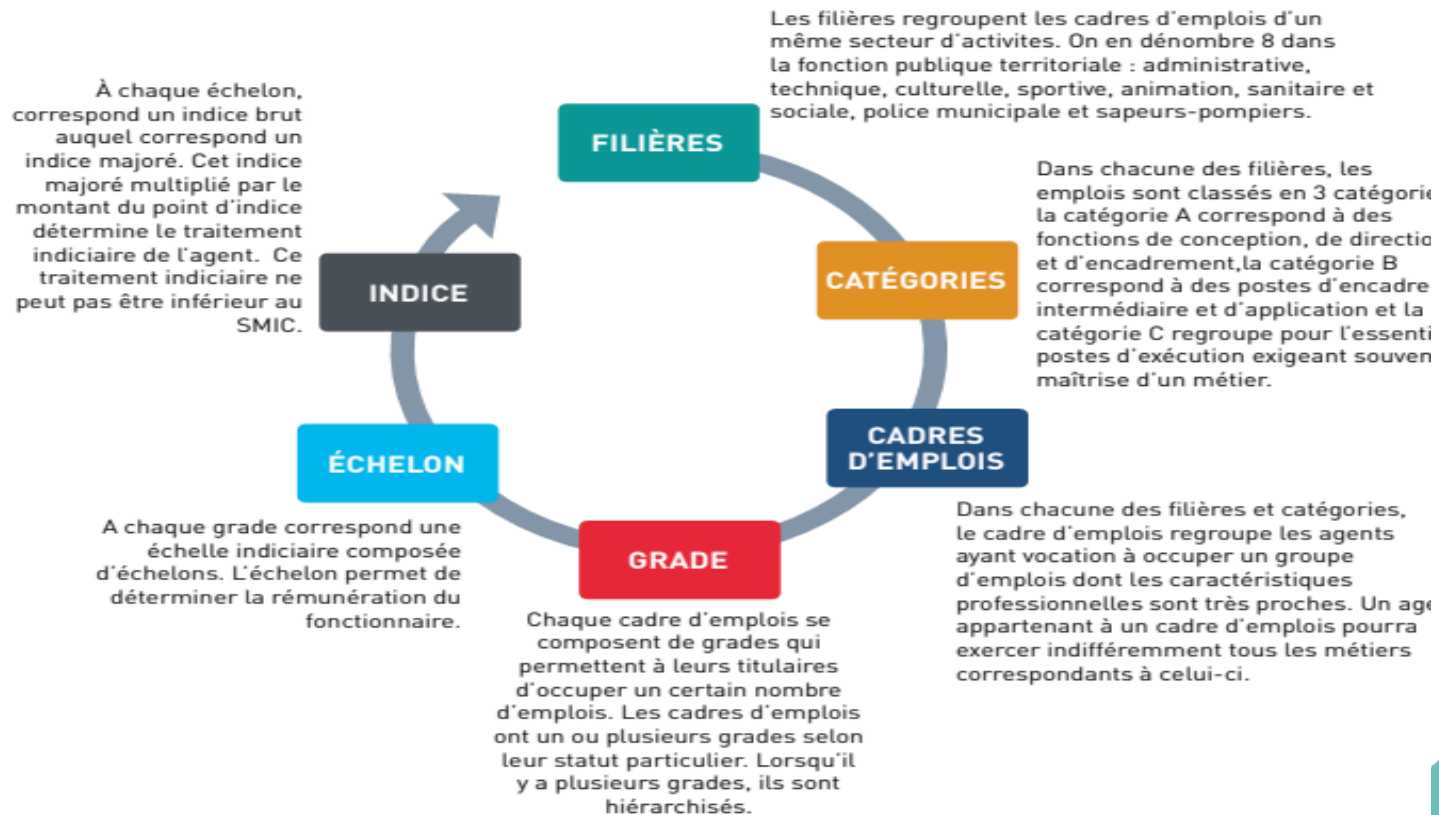 Les filières regroupent les cadres d'emplois d'un
même secteur d'activites. On en dénombre 8 dans
la fonction publique territoriale : administrative,
technique, culturelle, sportive, animation, sanitaire et
sociale, police municipale et sapeurs-pompiers.
FILIÈRES
Dans chacune des filières, les
emplois sont classés en 3
la catégorie A correspond à des
fonctions de conception, de
et d'encadrement,la catégorie B
correspond à des postes
intermédiaire et d'application et la
catégorie C regroupe pour
postes d'exécution exigeant
maîtrise d'un métier.
CATÉGORIES
CADRES
D'EMPLOIS
Dans chacune des filières et catégories,
le cadre d'emplois regroupe les agents
ayant vocation à occuper un groupe
d'emplois dont les caractéristiques
professionnelles sont très proches. Un
appartenant à un cadre d'emplois pourra
exercer indifféremment tous les métiers
correspondants à celui-ci.
GRADE
Chaque cadre d'emplois se
composent de grades qui
permettent à leurs titulaires
d'occuper un certain nombre
d'emplois. Les cadres d'emplois
ont un ou plusieurs grades selon
leur statut particulier. Lorsqu'il
y a plusieurs grades, ils sont
hiérarchisés.
ÉCHELON
A chaque grade correspond une
échelle indiciaire composée
d'échelons. L'échelon permet de
déterminer la rémunération du
fonctionnaire.
INDICE
À chaque échelon,
correspond un indice brut
auquel correspond un
indice majoré. Cet indice
majoré multiplié par le
montant du point d'indice
détermine le traitement
indiciaire de l'agent. Ce
traitement indiciaire ne
peut pas être inférieur au
SMIC.